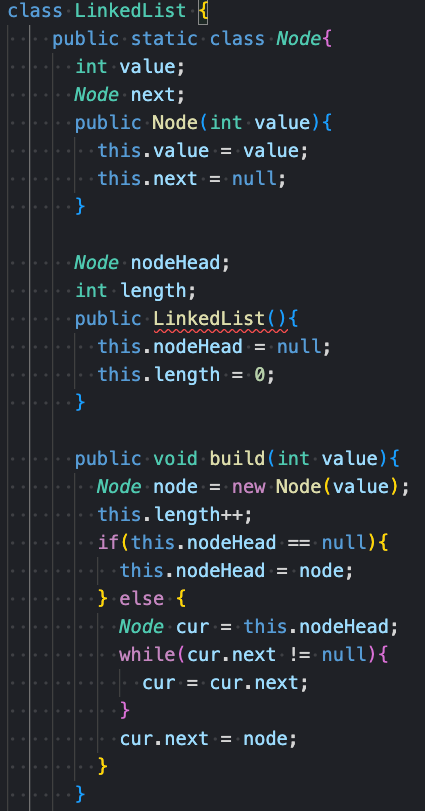 class LinkedList {
    public static class Node{
      int value;
      Node next;
      public Node(int value){
        this.value = value;
        this.next = null;
      }

      Node nodeHead;
      int length;
      public LinkedList(){
        this.nodeHead = null;
        this.length = 0;
      }

      public void build(int value){
        Node node = new Node(value);
        this.length++;
        if(this.nodeHead == null){
          this.nodeHead = node;
        } else {
          Node cur = this.nodeHead;
          while(cur.next != null){
            cur = cur.next;
          }
          cur.next = node;
        }
      }